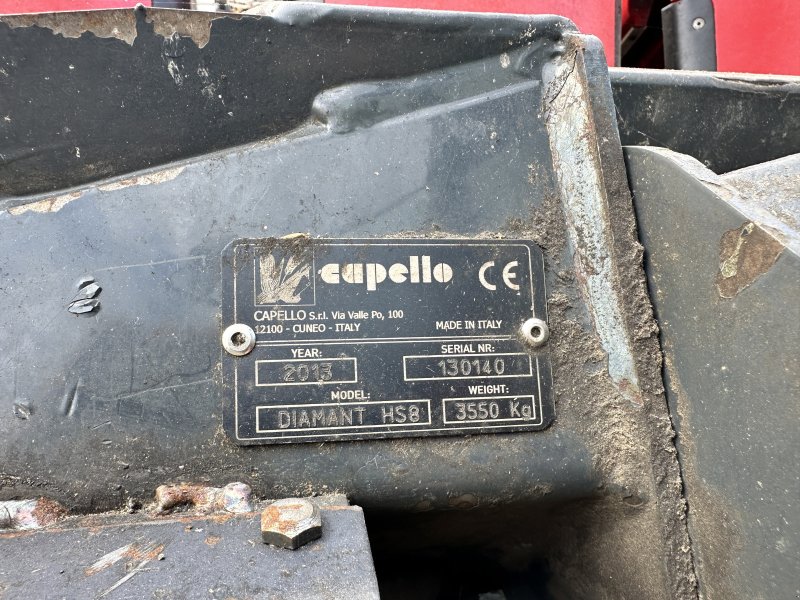 capello CE
CAPELLO S.r.l. Via Valle Po, 100
12100 - CUNEO - ITALY MADE IN ITALY
YEAR: SERIAL NR:
2013 130140
MODEL: WEIGHT:
DIAMANT HS8 3550 Kg